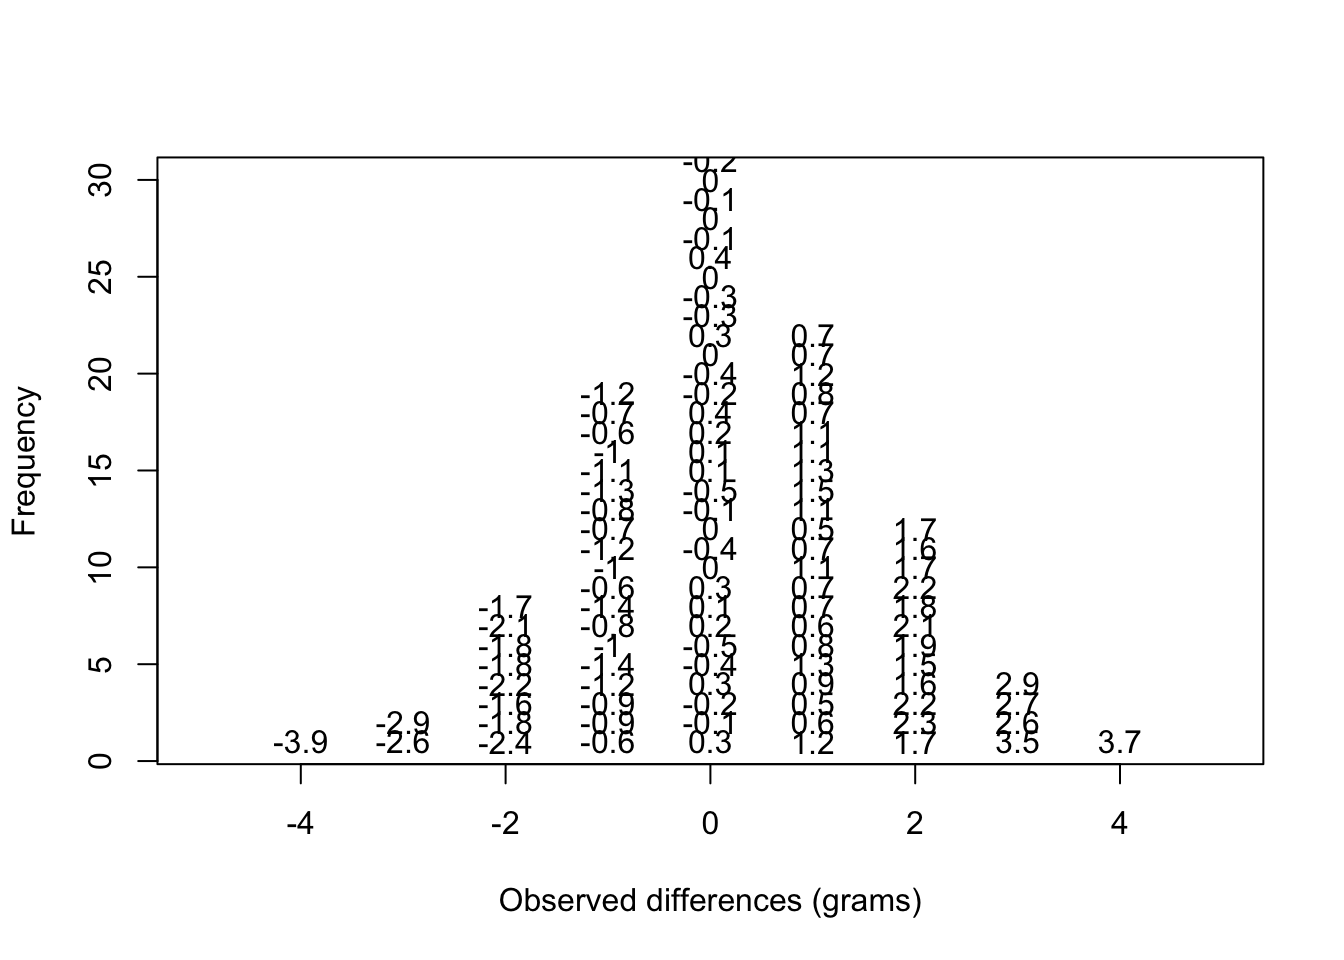 Frequency
-0.2
30 0
-0.1
0
-0.1
0.4
25 0
-0.3
-0.3
0.3 0.7
0 0.7
20 -0.4 1.2
-1.2 -0.2 0.8
-0.7 0.4 0.7
-0.6 0.2 1.1
-1 0.1 1.1
15 -1.1 0.1 1.3
-1.3 -0.5 1.5
-0.8 -0.1 1.1
-0.7 0 0.5 1.7
-1.2 -0.4 0.7 1.6
10 -1 0 1.1 1.7
-0.6 0.3 0.7 2.2
-1.7 -1.4 0.1 0.7 1.8
-2.1 -0.8 0.2 0.6 2.1
-1.8 -1 -0.5 0.8 1.9
5 -1.8 -1.4 -0.4 1.3 1.5
-2.2 -1.2 0.3 0.9 1.6 2.9
-1.6 -0.9 -0.2 0.5 2.2 2.7
-2.9 -1.8 -0.9 -0.1 0.6 2.3 2.6
-3.9 -2.6 -2.4 -0.6 0.3 1.2 1.7 3.5 3.7
0
-4 -2 0 2 4
Observed differences (grams)